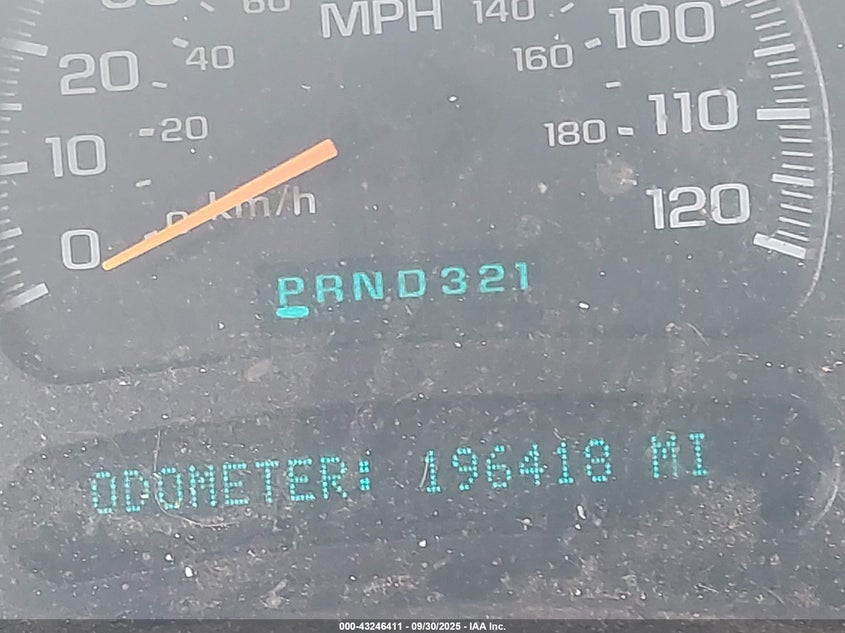 60 MPH 140
20 40 160 100
10 20 180 110
0 0 km/h 120
PRND321
ODOMETER: 196418 MI
000-43246411 - 09/30/2025 - IAA Inc.